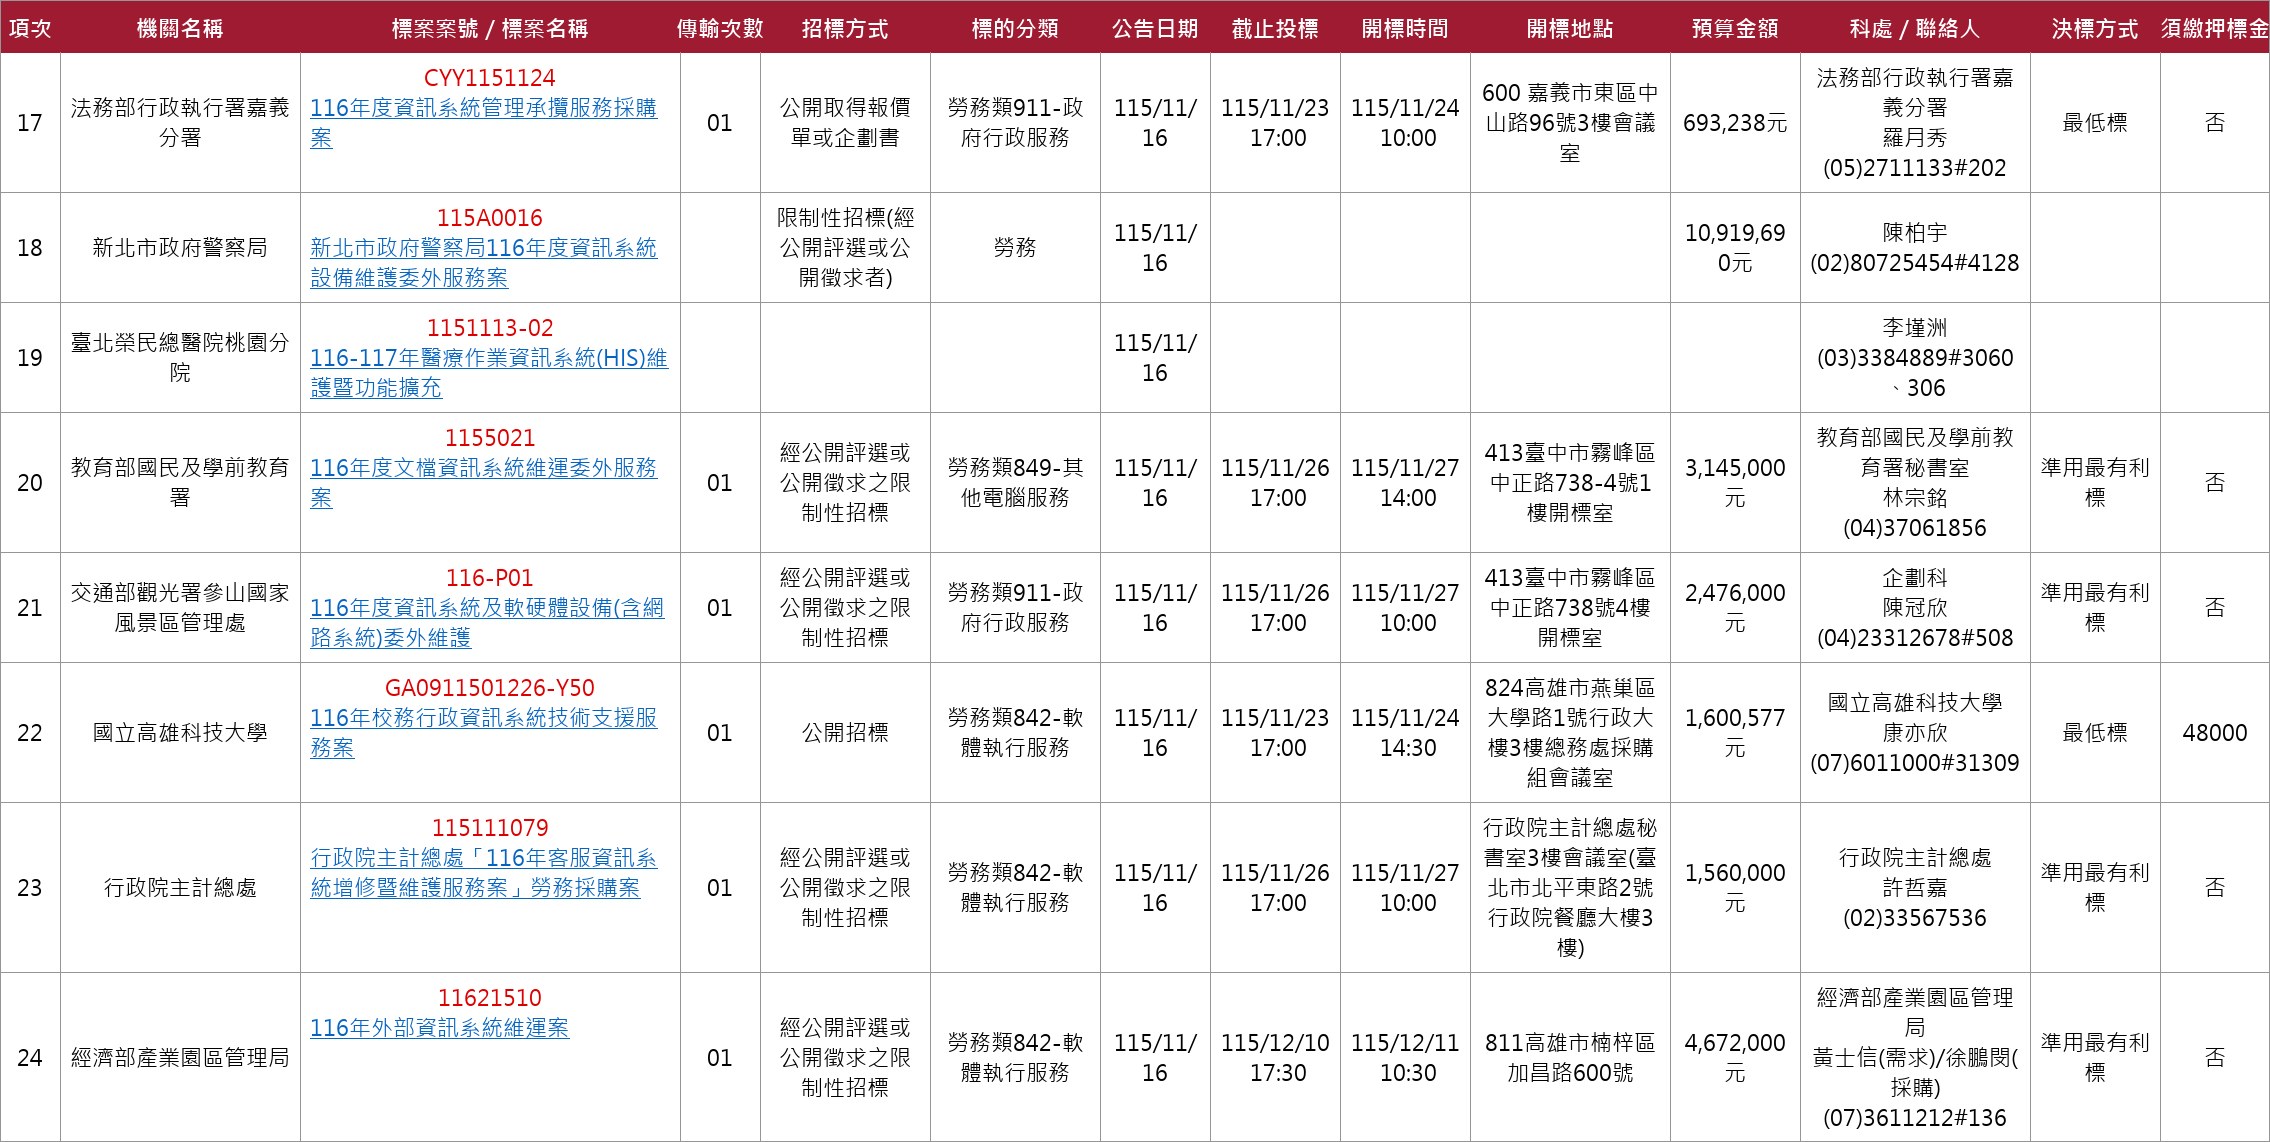 項次 機關名稱 標案案號 / 標案名稱 傳輸次數 招標方式 標的分類 公告日期 截止投標 開標時間 開標地點 預算金額 科處 / 聯絡人 決標方式 須繳押標金
17
法務部行政執行署嘉義
分署
CYY1151124
116年度資訊系統管理承攬服務採購
案
01
公開取得報價
單或企劃書
勞務類911-政
府行政服務
115/11/
16
115/11/23
17:00
115/11/24
10:00
600 嘉義市東區中
山路96號3樓會議
室
693,238元
法務部行政執行署嘉
義分署
羅月秀
(05)2711133#202
最低標
否
18
新北市政府警察局
115A0016
新北市政府警察局116年度資訊系統
設備維護委外服務案
限制性招標(經
公開評選或公
開徵求者)
勞務
115/11/
16
10,919,69
0元
陳柏宇
(02)80725454#4128
19
臺北榮民總醫院桃園分
院
1151113-02
116-117年醫療作業資訊系統(HIS)維
護暨功能擴充
115/11/
16
李墐洲
(03)3384889#3060
、306
20
教育部國民及學前教育
署
1155021
116年度文檔資訊系統維運委外服務
案
01
經公開評選或
公開徵求之限
制性招標
勞務類849-其
他電腦服務
115/11/
16
115/11/26
17:00
115/11/27
14:00
413臺中市霧峰區
中正路738-4號1
樓開標室
3,145,000
元
教育部國民及學前教
育署秘書室
林宗銘
(04)37061856
準用最有利
標
否
21
交通部觀光署參山國家
風景區管理處
116-P01
116年度資訊系統及軟硬體設備(含網
路系統)委外維護
01
經公開評選或
公開徵求之限
制性招標
勞務類911-政
府行政服務
115/11/
16
115/11/26
17:00
115/11/27
10:00
413臺中市霧峰區
中正路738號4樓
開標室
2,476,000
元
企劃科
陳冠欣
(04)23312678#508
準用最有利
標
否
22
國立高雄科技大學
GA0911501226-Y50
116年校務行政資訊系統技術支援服
務案
01
公開招標
勞務類842-軟
體執行服務
115/11/
16
115/11/23
17:00
115/11/24
14:30
824高雄市燕巢區
大學路1號行政大
樓3樓總務處採購
組會議室
1,600,577
元
國立高雄科技大學
康亦欣
(07)6011000#31309
最低標
48000
23
行政院主計總處
115111079
行政院主計總處「116年客服資訊系
統增修暨維護服務案」勞務採購案
01
經公開評選或
公開徵求之限
制性招標
勞務類842-軟
體執行服務
115/11/
16
115/11/26
17:00
115/11/27
10:00
行政院主計總處秘
書室3樓會議室(臺
北市北平東路2號
行政院餐廳大樓3
樓)
1,560,000
元
行政院主計總處
許哲嘉
(02)33567536
準用最有利
標
否
24
經濟部產業園區管理局
11621510
116年外部資訊系統維運案
01
經公開評選或
公開徵求之限
制性招標
勞務類842-軟
體執行服務
115/11/
16
115/12/10
17:30
115/12/11
10:30
811高雄市楠梓區
加昌路600號
4,672,000
元
經濟部產業園區管理
局
黃士信(需求)/徐鵬閔(
採購)
(07)3611212#136
準用最有利
標
否